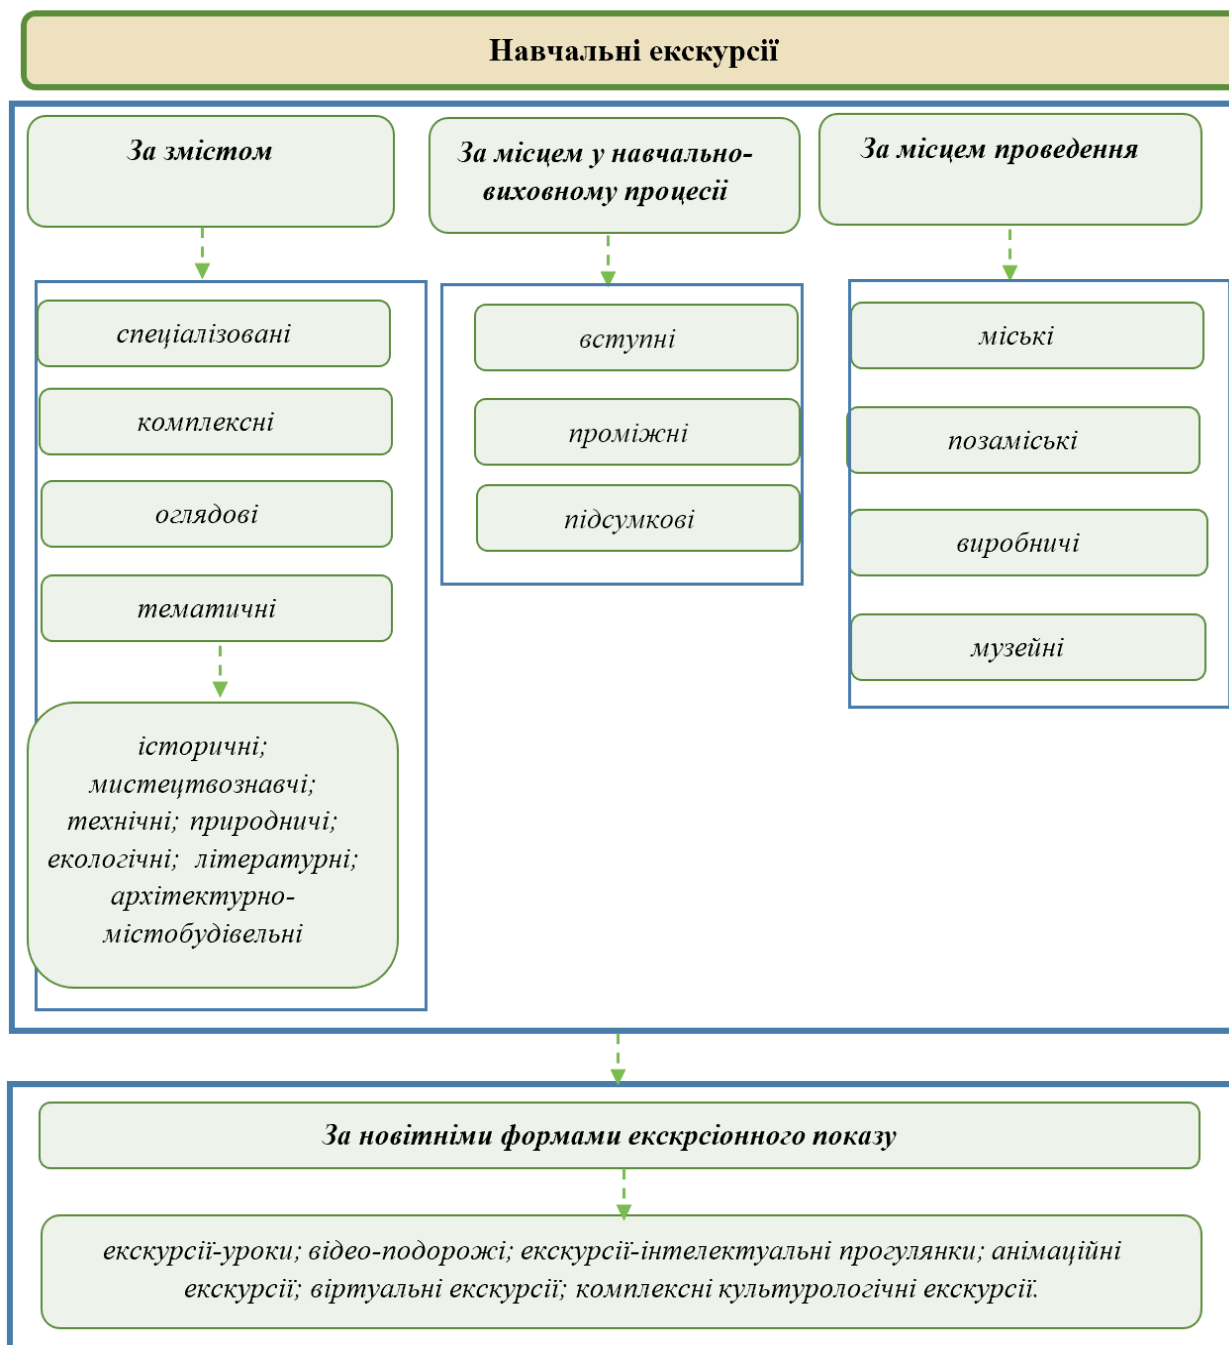 Навчальні екскурсії
За змістом
За місцем у навчально-
виховному процесії
За місцем проведення
спеціалізовані
комплексні
оглядові
тематичні
історичні;
мистецтвознавчі;
технічні; природничі;
екологічні; літературні;
архітектурно-
містобудівельні
вступні
проміжні
підсумкові
міські
позаміські
виробничі
музейні
За новітніми формами екскрсіонного показу
екскурсії-уроки; відео-подорожі; екскурсії-інтелектуальні прогулянки; анімаційні
екскурсії; віртуальні екскурсії; комплексні культурологічні екскурсії.